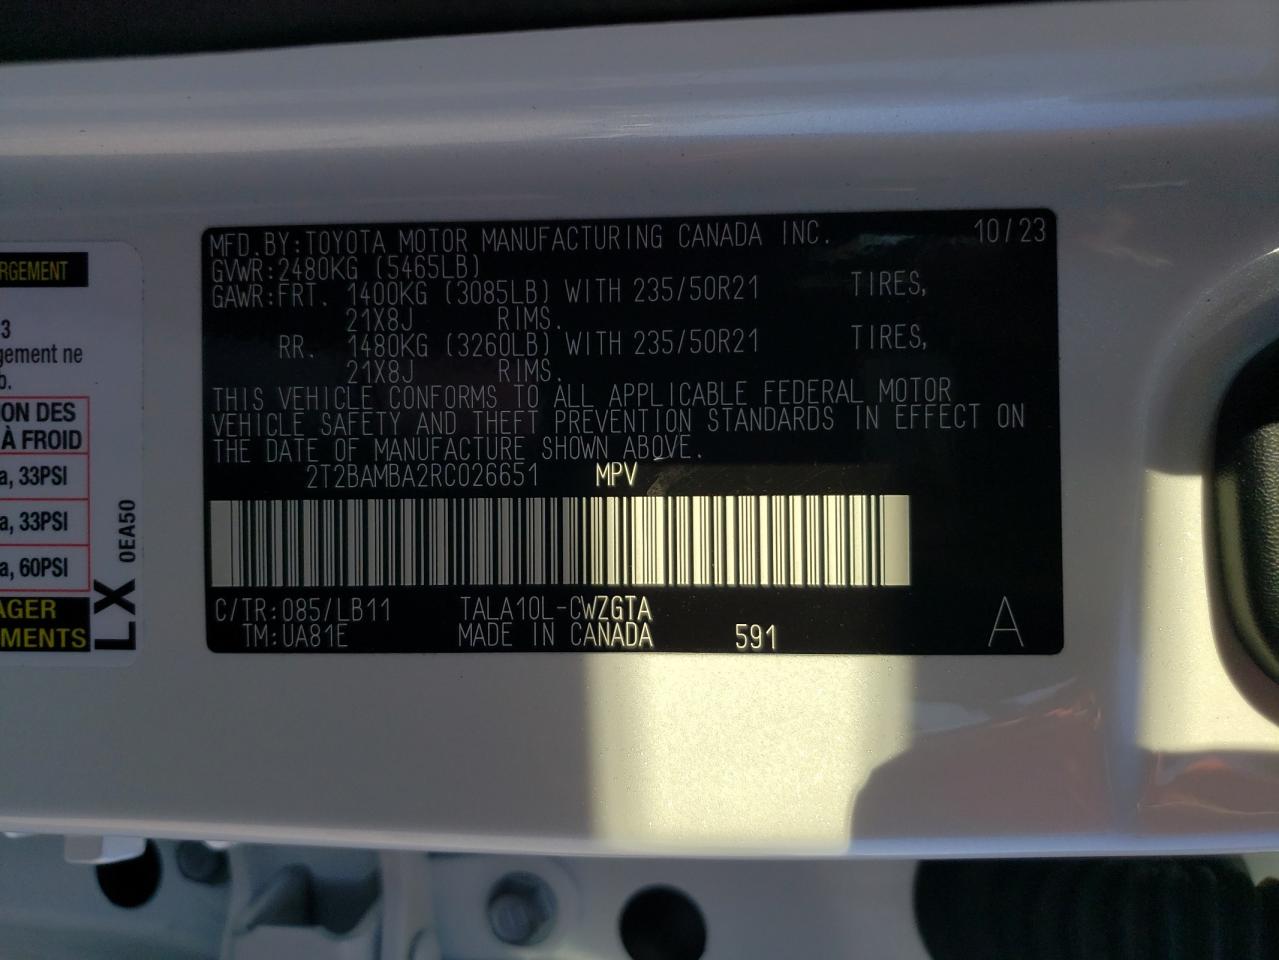 RGEMENT
3
gement ne
b.
ON DES
À FROID
a, 33PSI
a, 33PSI
a, 60PSI
AGER
EMENTS
LX
0EA50
MFD.BY:TOYOTA MOTOR MANUFACTURING CANADA INC. 10/23
GVWR:2480KG (5465LB)
GAWR:FRT. 1400KG (3085LB) WITH 235/50R21 TIRES,
21X8J RIMS.
RR. 1480KG (3260LB) WITH 235/50R21 TIRES,
21X8J RIMS.
THIS VEHICLE CONFORMS TO ALL APPLICABLE FEDERAL MOTOR
VEHICLE SAFETY AND THEFT PREVENTION STANDARDS IN EFFECT ON
THE DATE OF MANUFACTURE SHOWN ABOVE.
2T2BAMBA2RC026651 MPV
C/TR:085/LB11 TALA10L-CWZGTA
TM:UA81E MADE IN CANADA 591 A